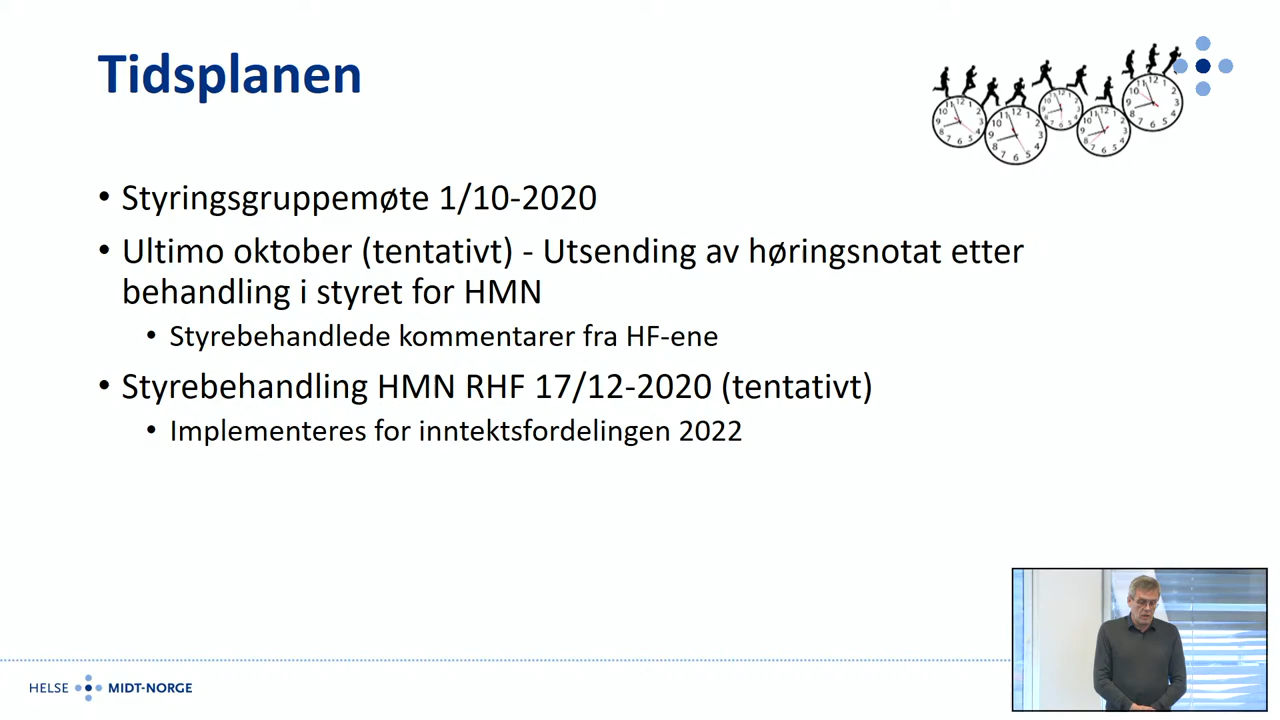 Tidsplanen
• Styringsgruppemøte 1/10-2020
• Ultimo oktober (tentativt) - Utsending av høringsnotat etter
behandling i styret for HMN
• Styrebehandlede kommentarer fra HF-ene
• Styrebehandling HMN RHF 17/12-2020 (tentativt)
• Implementeres for inntektsfordelingen 2022
HELSE MIDT-NORGE